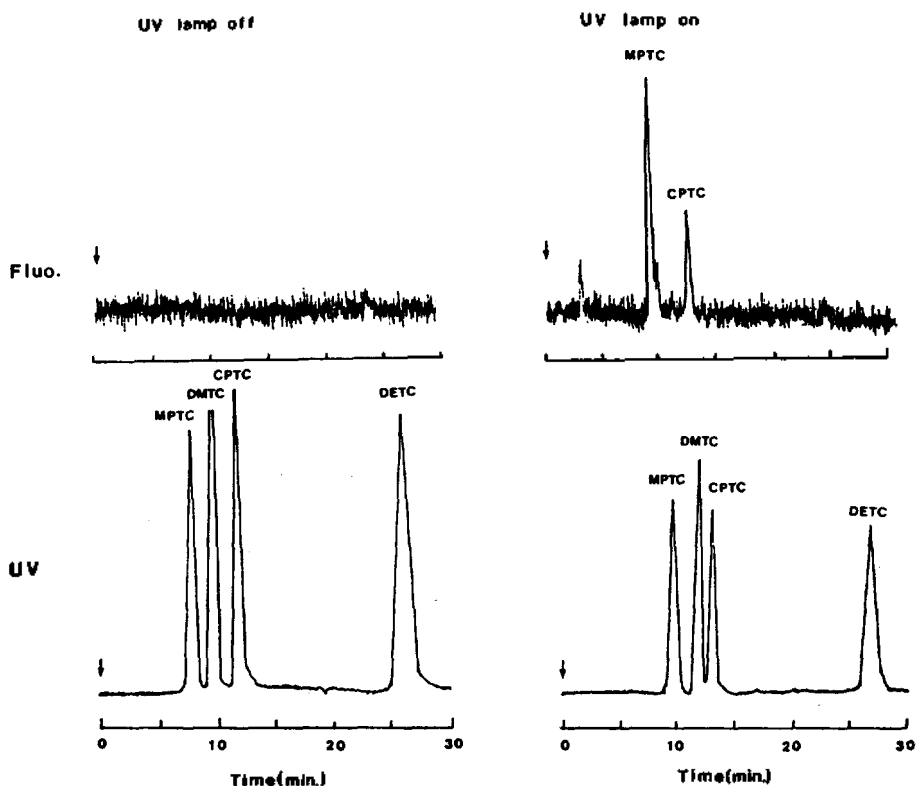 UV lamp off
UV lamp on
MPTC
CPTC
Fluo.
MPTC
DMTC
CPTC
DETC
MPTC
DMTC
CPTC
DETC
UV
0 10 20 30
0 10 20 30
Time(min.)
Time(min.)